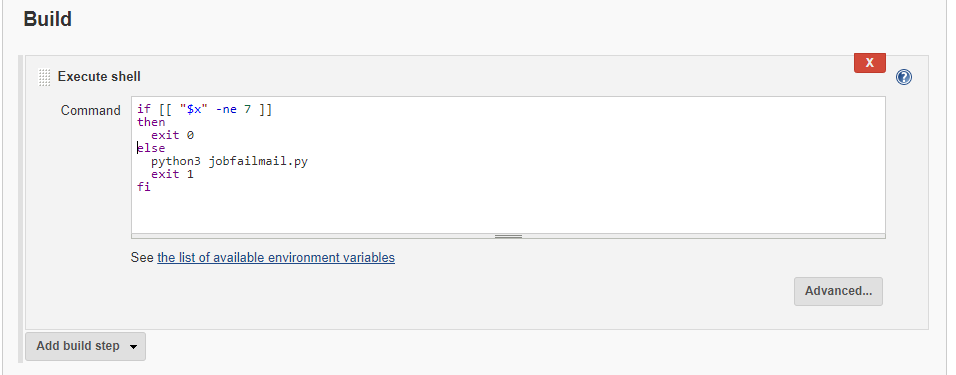 Build
X
Execute shell
?
Command
if [[ "$x" -ne 7 ]]
then
  exit 0
else
  python3 jobfailmail.py
  exit 1
fi
See the list of available environment variables
Advanced...
Add build step